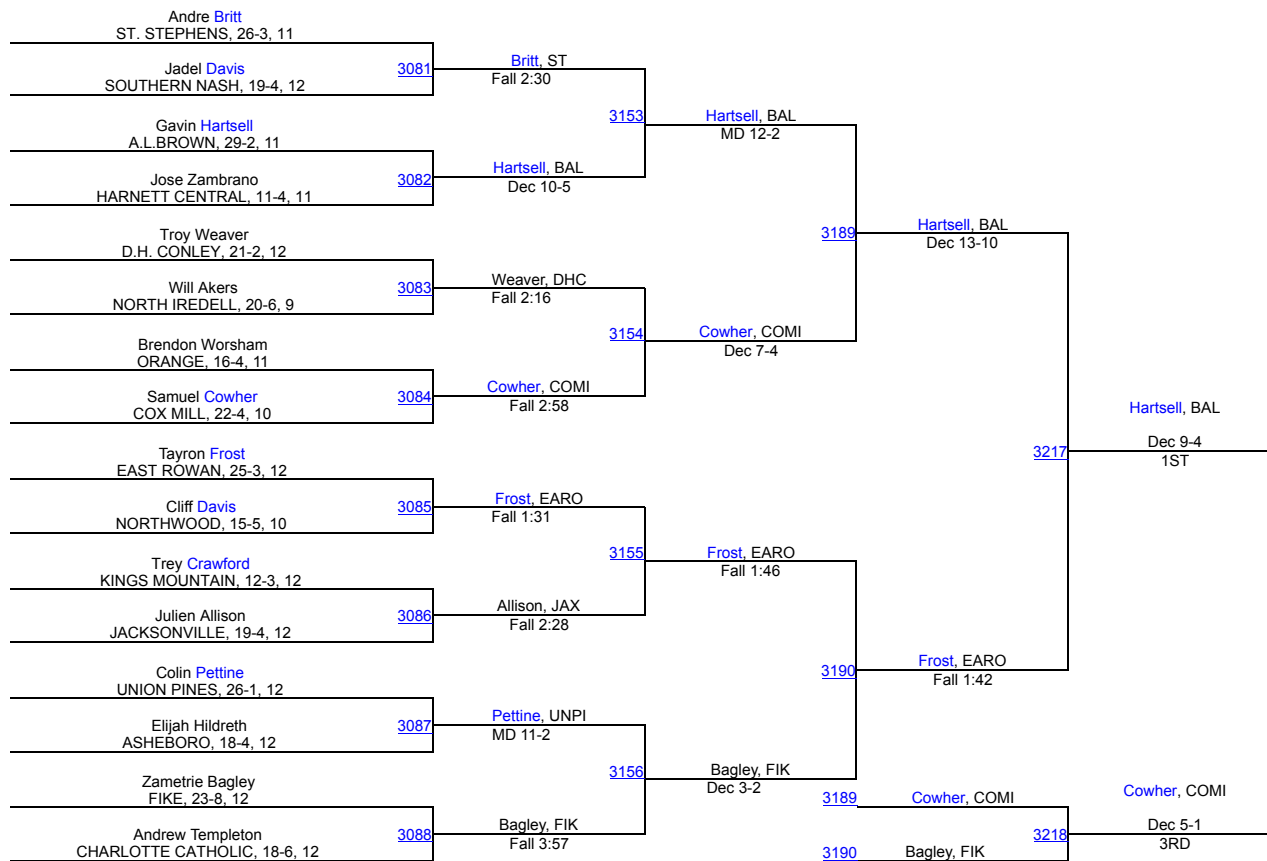 Andre Britt
ST. STEPHENS, 26-3, 11
Jadel Davis
SOUTHERN NASH, 19-4, 12
3081
Britt, ST
Fall 2:30
Gavin Hartsell
A.L.BROWN, 29-2, 11
3153
Hartsell, BAL
MD 12-2
Jose Zambrano
HARNETT CENTRAL, 11-4, 11
3082
Hartsell, BAL
Dec 10-5
Troy Weaver
D.H. CONLEY, 21-2, 12
3189
Hartsell, BAL
Dec 13-10
Will Akers
NORTH IREDELL, 20-6, 9
3083
Weaver, DHC
Fall 2:16
Brendon Worsham
ORANGE, 16-4, 11
3154
Cowher, COMI
Dec 7-4
Samuel Cowher
COX MILL, 22-4, 10
3084
Cowher, COMI
Fall 2:58
Tayron Frost
EAST ROWAN, 25-3, 12
3217
Hartsell, BAL
Dec 9-4
1ST
Cliff Davis
NORTHWOOD, 15-5, 10
3085
Frost, EARO
Fall 1:31
Trey Crawford
KINGS MOUNTAIN, 12-3, 12
3155
Frost, EARO
Fall 1:46
Julien Allison
JACKSONVILLE, 19-4, 12
3086
Allison, JAX
Fall 2:28
Colin Pettine
UNION PINES, 26-1, 12
3190
Frost, EARO
Fall 1:42
Elijah Hildreth
ASHEBORO, 18-4, 12
3087
Pettine, UNPI
MD 11-2
Zametrie Bagley
FIKE, 23-8, 12
3156
Bagley, FIK
Dec 3-2
Andrew Templeton
CHARLOTTE CATHOLIC, 18-6, 12
3088
Bagley, FIK
Fall 3:57
3189
Cowher, COMI
3190
Bagley, FIK
3218
Cowher, COMI
Dec 5-1
3RD